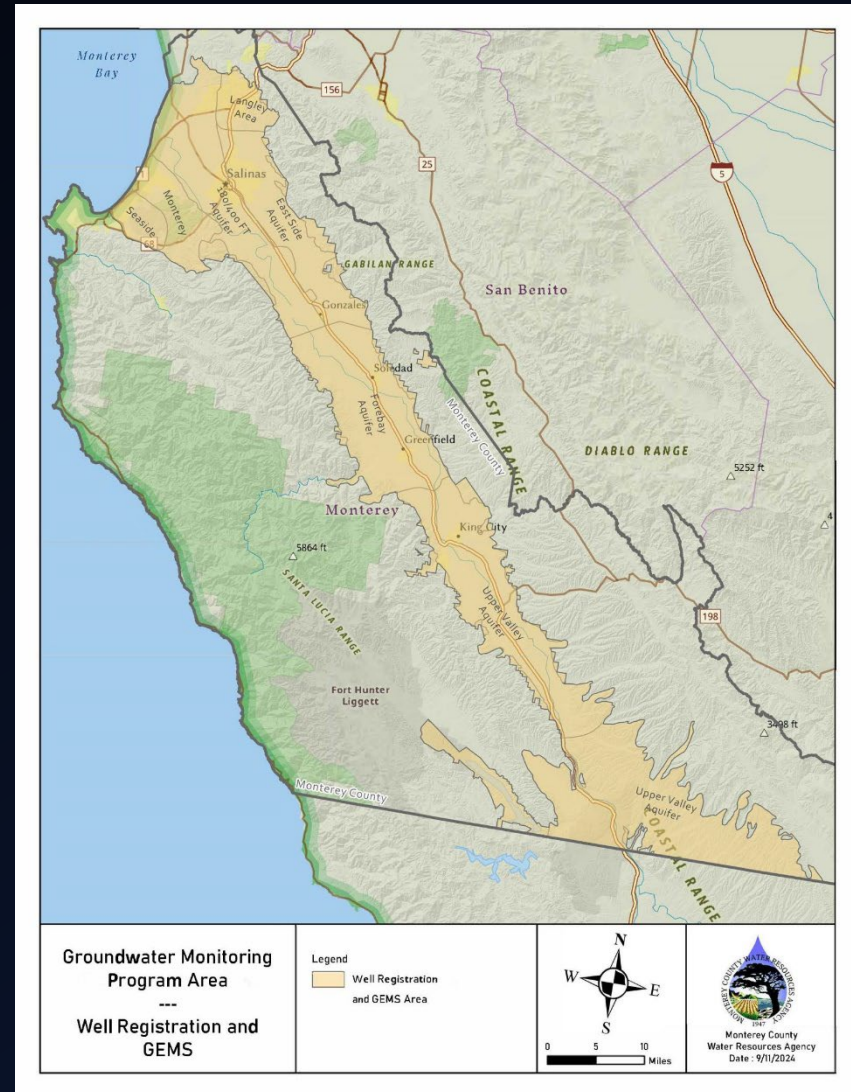 Monterey
Bay
156
Langley
Area
25
5
1
Salinas
180/400 FT
Aquifer
East Side
Aquifer
Monterey
Seaside
68
GABILAN RANGE
San Benito
Gonzales
Soledad
COASTAL RANGE
Monterey County
Forebay
Aquifer
Greenfield
DIABLO RANGE
5252 ft
4
Monterey
King City
5864 ft
SANTA LUCIA RANGE
Upper Valley
Aquifer
198
Fort Hunter
Liggett
3498 ft
Monterey County
Upper Valley
Aquifer
COASTAL RANGE
Groundwater Monitoring
Program Area
---
Well Registration and
GEMS
Legend
Well Registration
and GEMS Area
N
W
E
S
0 5 10
Miles
MONTEREY COUNTY WATER RESOURCES AGENCY
1947
Monterey County
Water Resources Agency
Date : 9/11/2024